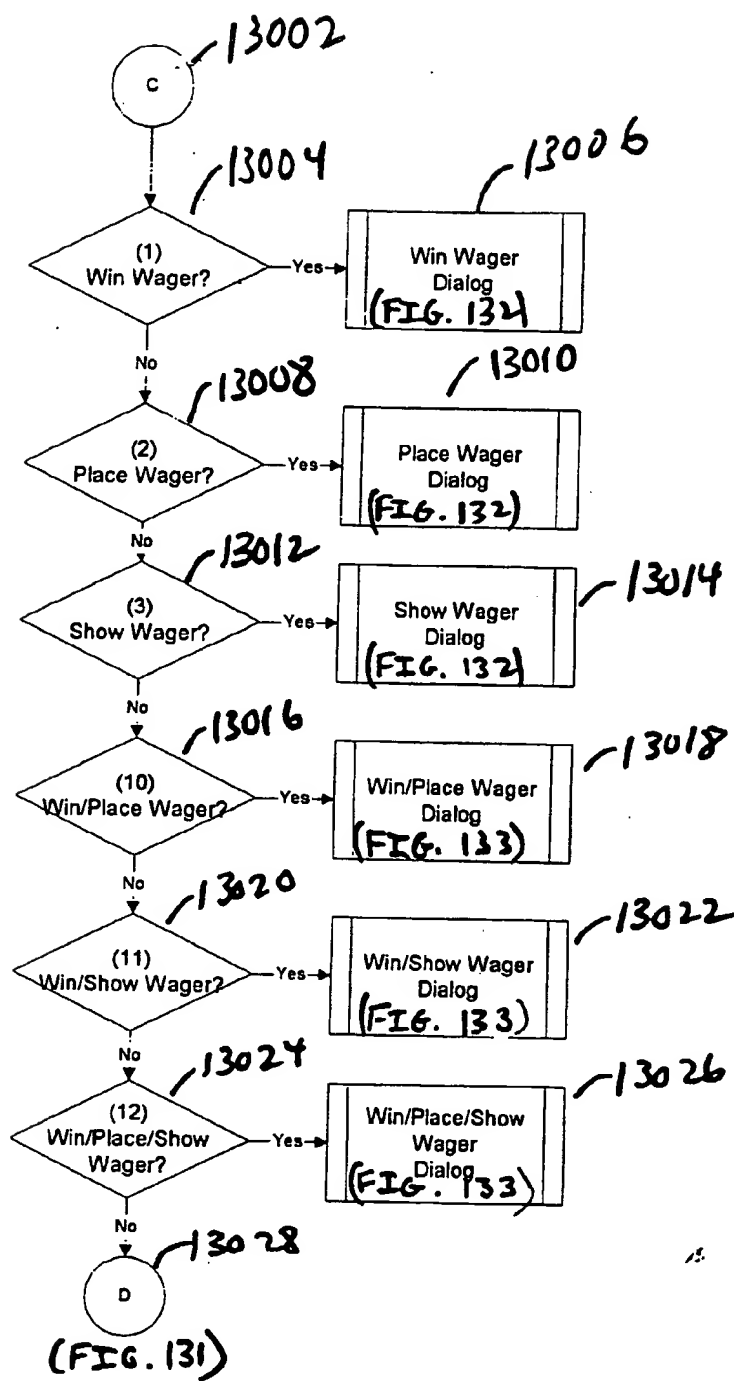 13002
C
13004
13006
(1)
Win Wager?
Yes
Win Wager
Dialog
(FIG. 132)
No
13008
13010
(2)
Place Wager?
Yes
Place Wager
Dialog
(FIG. 132)
No
13012
13014
(3)
Show Wager?
Yes
Show Wager
Dialog
(FIG. 132)
No
13016
13018
(10)
Win/Place Wager?
Yes
Win/Place Wager
Dialog
(FIG. 133)
No
13020
13022
(11)
Win/Show Wager?
Yes
Win/Show Wager
Dialog
(FIG. 133)
No
13024
13026
(12)
Win/Place/Show
Wager?
Yes
Win/Place/Show
Wager
Dialog
(FIG. 133)
No
13028
D
(FIG. 131)